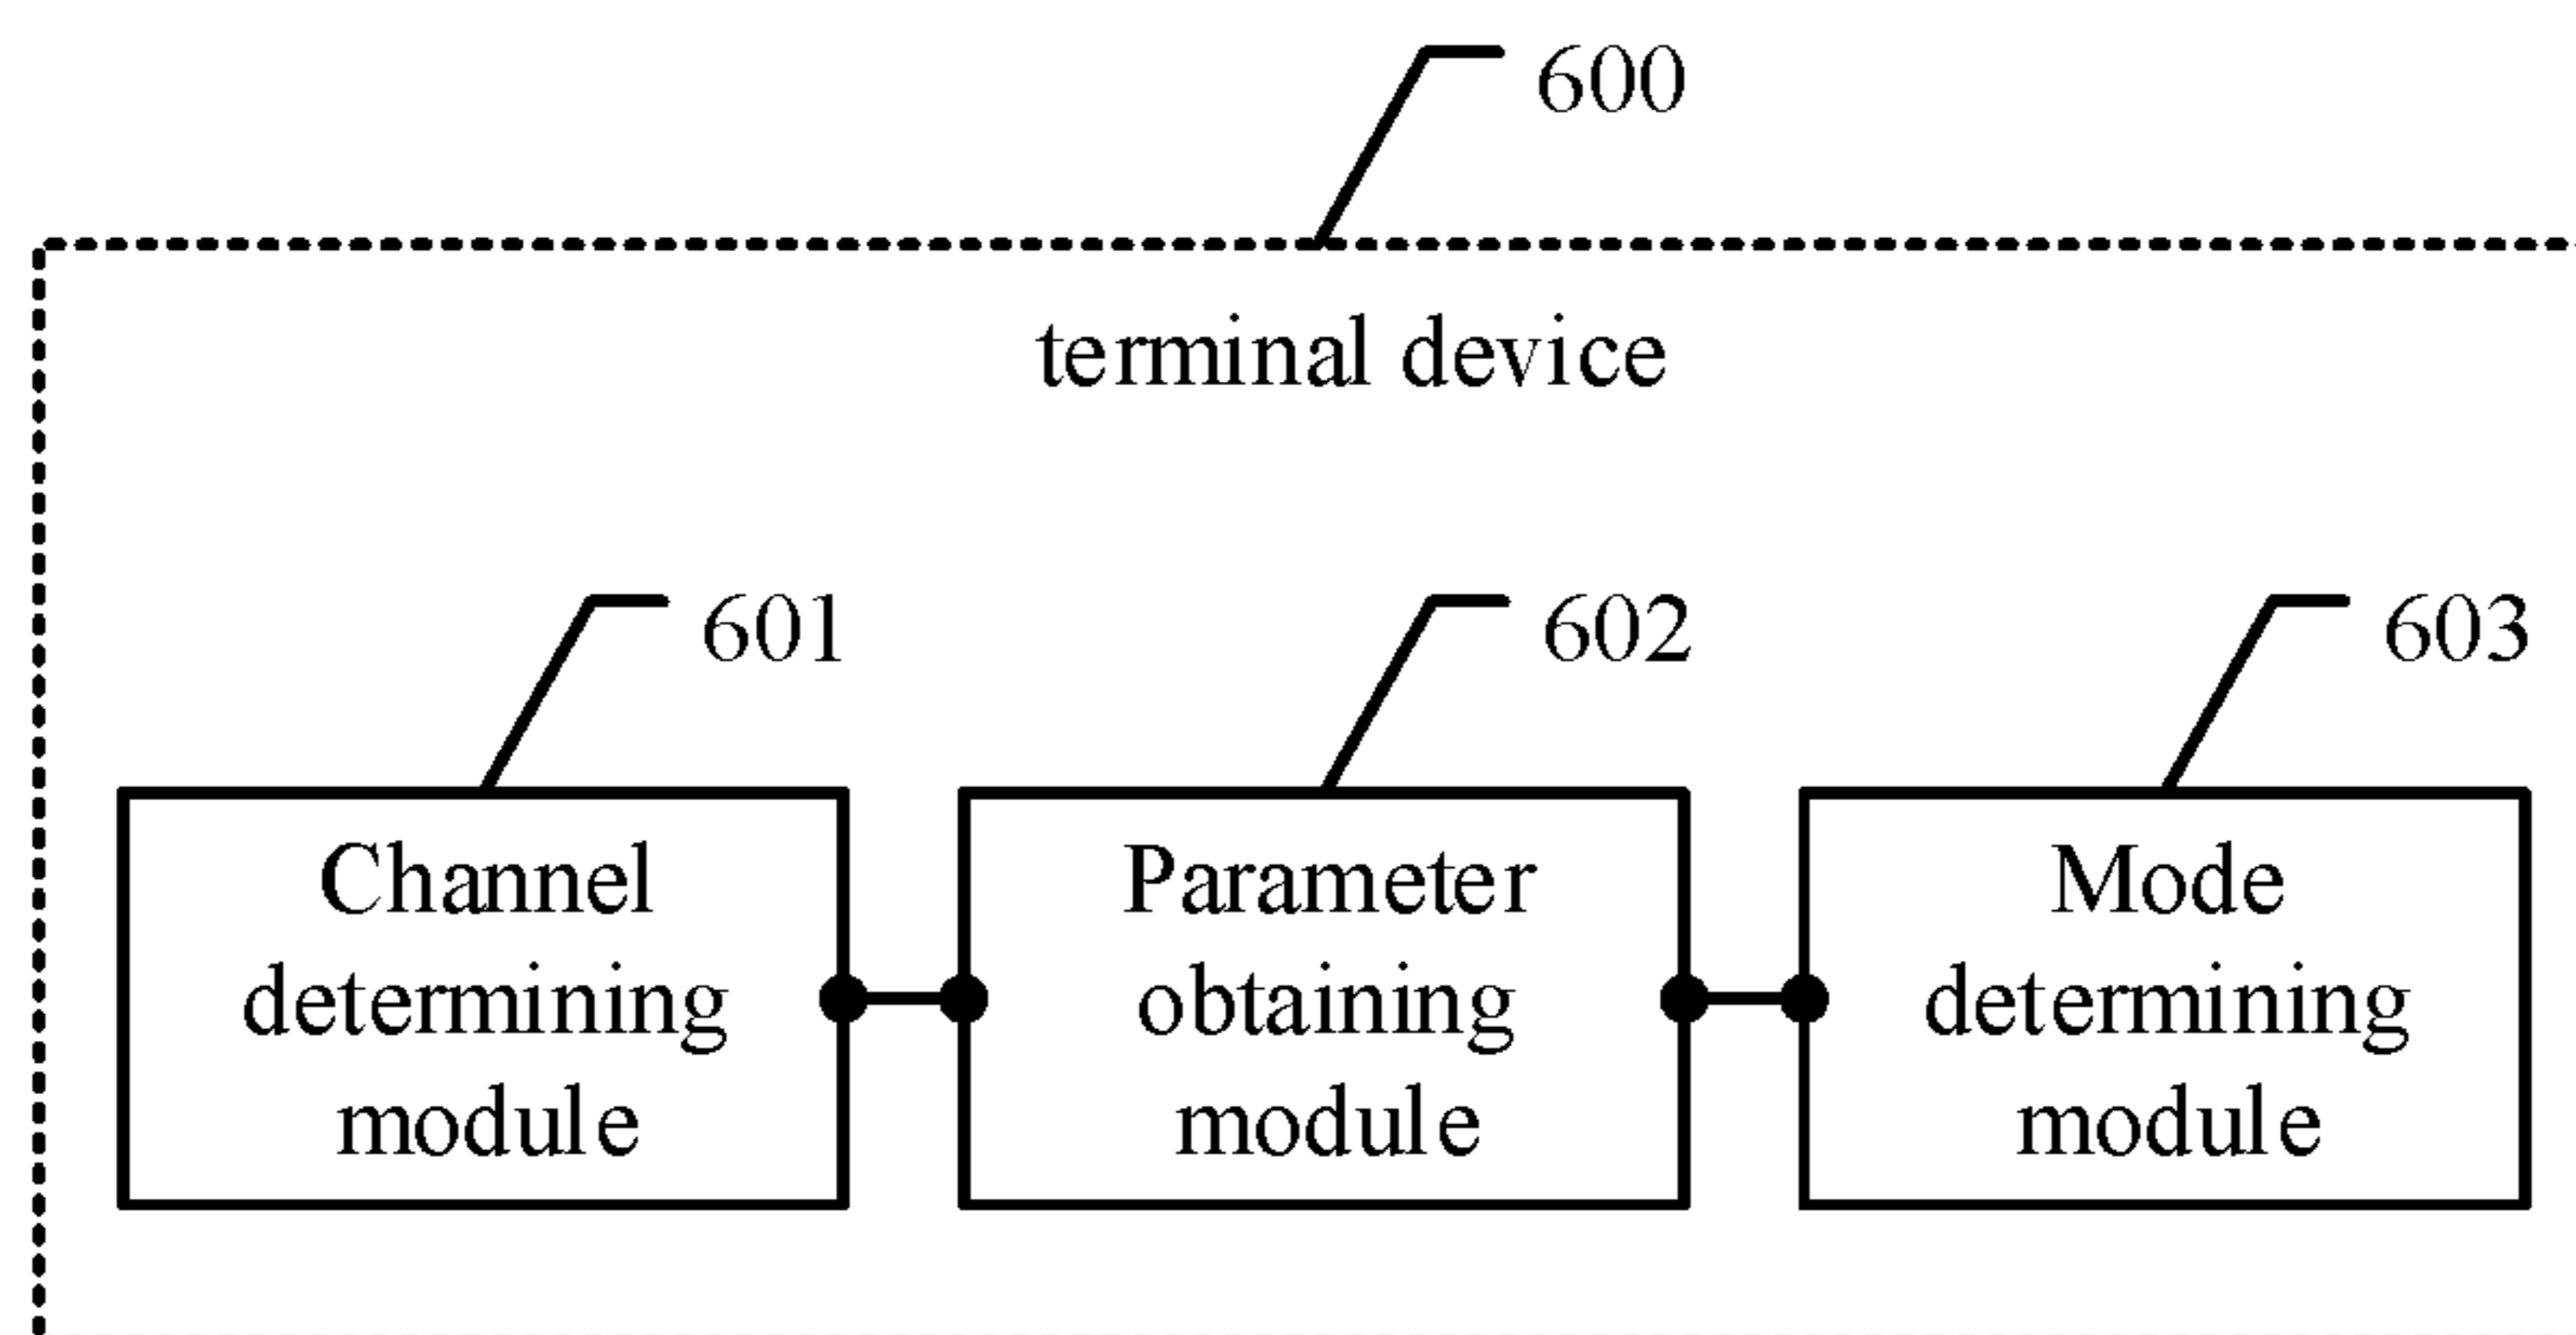 600
terminal device
601
602
603
Channel
determining
module
Parameter
obtaining
module
Mode
determining
module